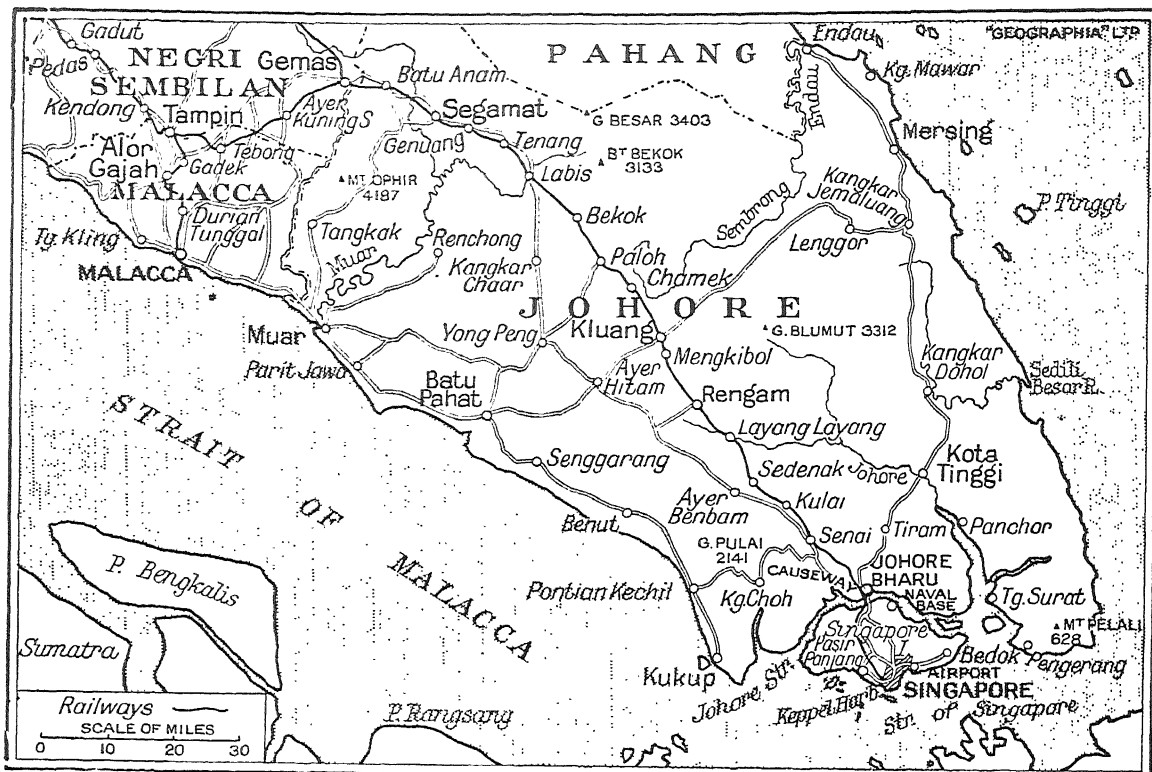 "GEOGRAPHIA" LTD
Gadut
Pedas
NEGRI
SEMBILAN
Gemas
PAHANG
Endau
Endau
Kg. Mawar
Batu Anam
Kendong
Tampin
Ayer
Kuning S
Segamat
G BESAR 3403
Mersing
Alor
Gajah
Gadek
Tebong
Genuang
Tenang
Labis
BT BEKOK
3133
MALACCA
MT. OPHIR
4187
Kangkar
Jemaluang
P. Tinggi
Durian
Tunggal
Tangkak
Bekok
Sembrong
Lenggor
Tg. Kling
MALACCA
Muar
Renchong
Kangkar
Chaar
Paloh
Chamek
JOHORE
Muar
Yong Peng
Kluang
G. BLUMUT 3312
Mengkibol
Kangkar
Dohol
Sedili
Besar R.
Parit Jawa
Batu
Pahat
Ayer
Hitam
Rengam
Layang Layang
STRAIT
OF
MALACCA
Senggarang
Sedenak
Johore
Kota
Tinggi
Ayer
Benbam
Kulai
Benut
Senai
Tiram
Panchor
G. PULAI
2141
CAUSEWAY
JOHORE
BHARU
NAVAL
BASE
P. Bengkalis
Pontian Kechil
Kg. Choh
Tg. Surat
MT PELALI
628
Sumatra
Singapore I.
Pasir
Panjang
Bedok
Pengerang
Kukup
Johore Str.
AIRPORT
SINGAPORE
Keppel Harb.
Str. of Singapore
P. Rangsang
Railways
SCALE OF MILES
0 10 20 30